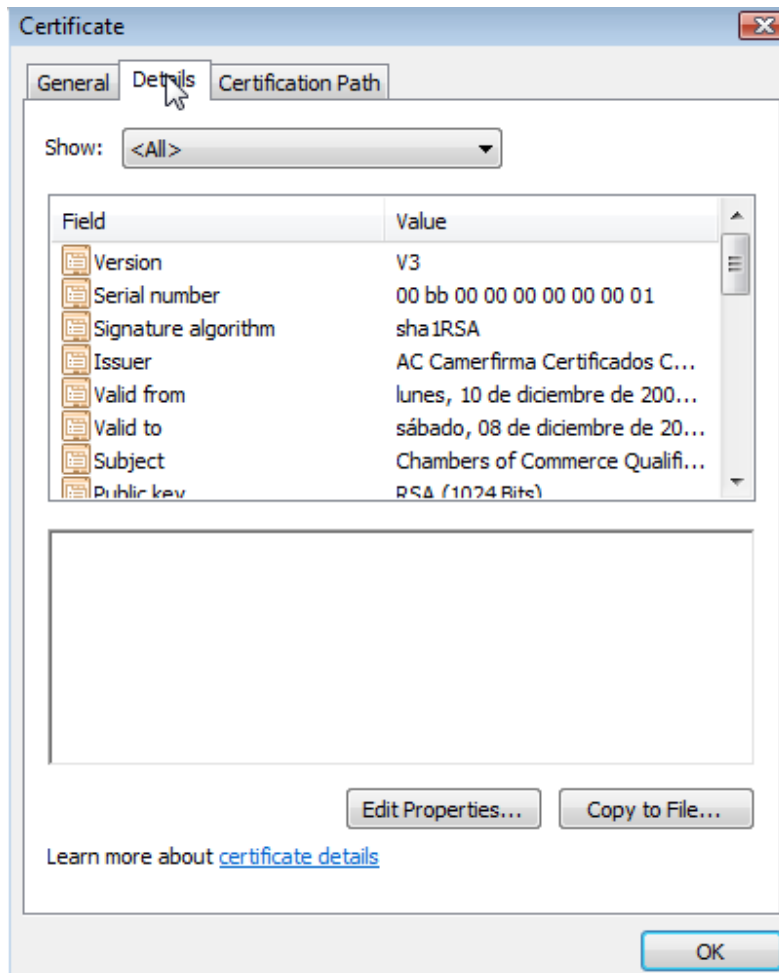 Certificate
General Details Certification Path
Show: <All>
Field Value
Version V3
Serial number 00 bb 00 00 00 00 00 00 01
Signature algorithm sha1RSA
Issuer AC Camerfirma Certificados C...
Valid from lunes, 10 de diciembre de 200...
Valid to sábado, 08 de diciembre de 20...
Subject Chambers of Commerce Qualifi...
Public key RSA (1024 Bits)
Edit Properties... Copy to File...
Learn more about certificate details
OK